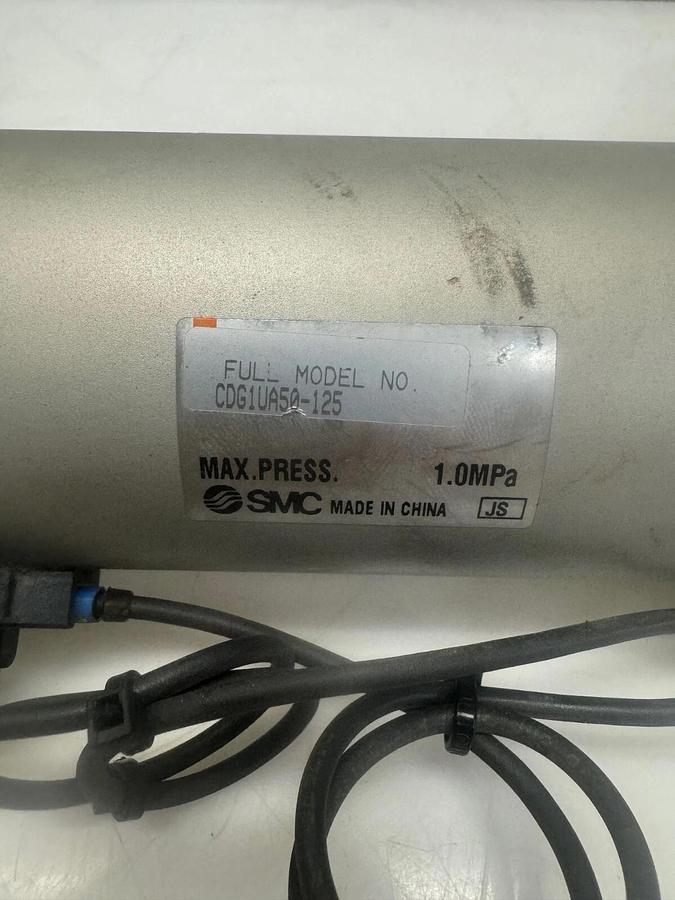 FULL MODEL NO.
CDG1UA50-125
MAX.PRESS. 1.0MPa
SMC MADE IN CHINA JS